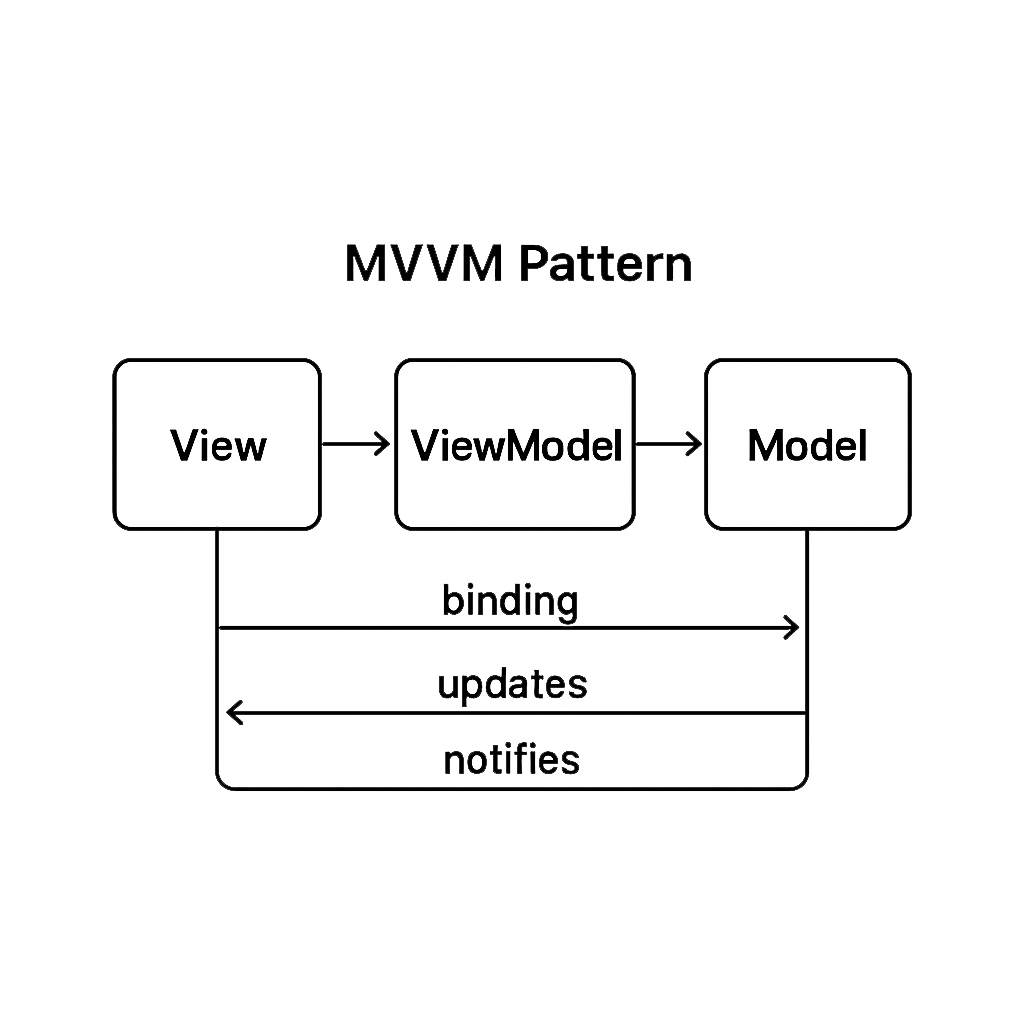 MVVM Pattern
View
ViewModel
Model
binding
updates
notifies